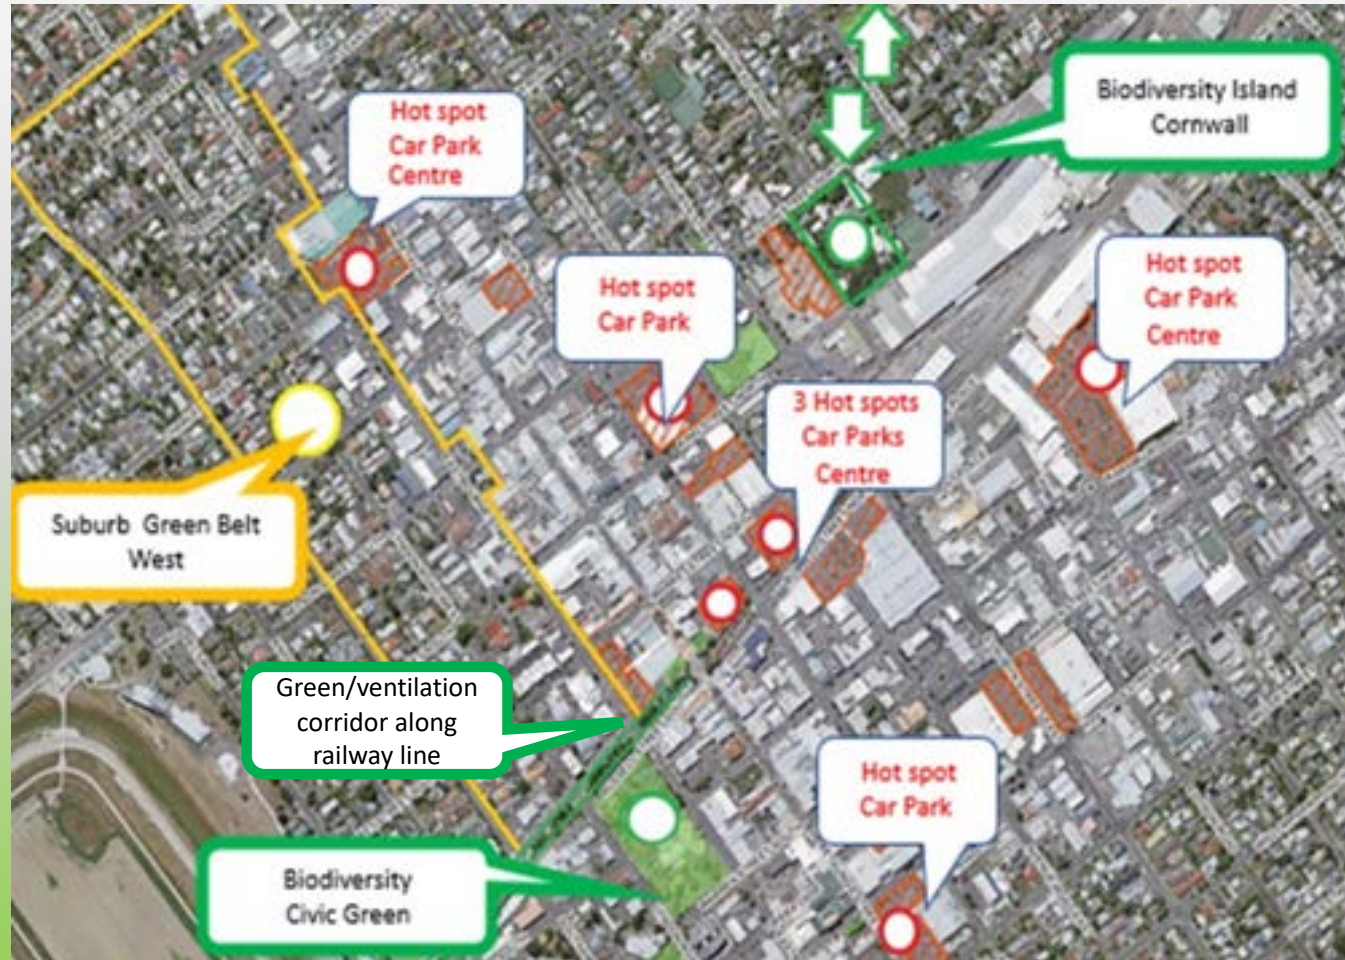 Biodiversity Island
Cornwall
Hot spot
Car Park
Centre
Hot spot
Car Park
Centre
Hot spot
Car Park
3 Hot spots
Car Parks
Centre
Suburb Green Belt
West
Green/ventilation
corridor along
railway line
Hot spot
Car Park
Biodiversity
Civic Green